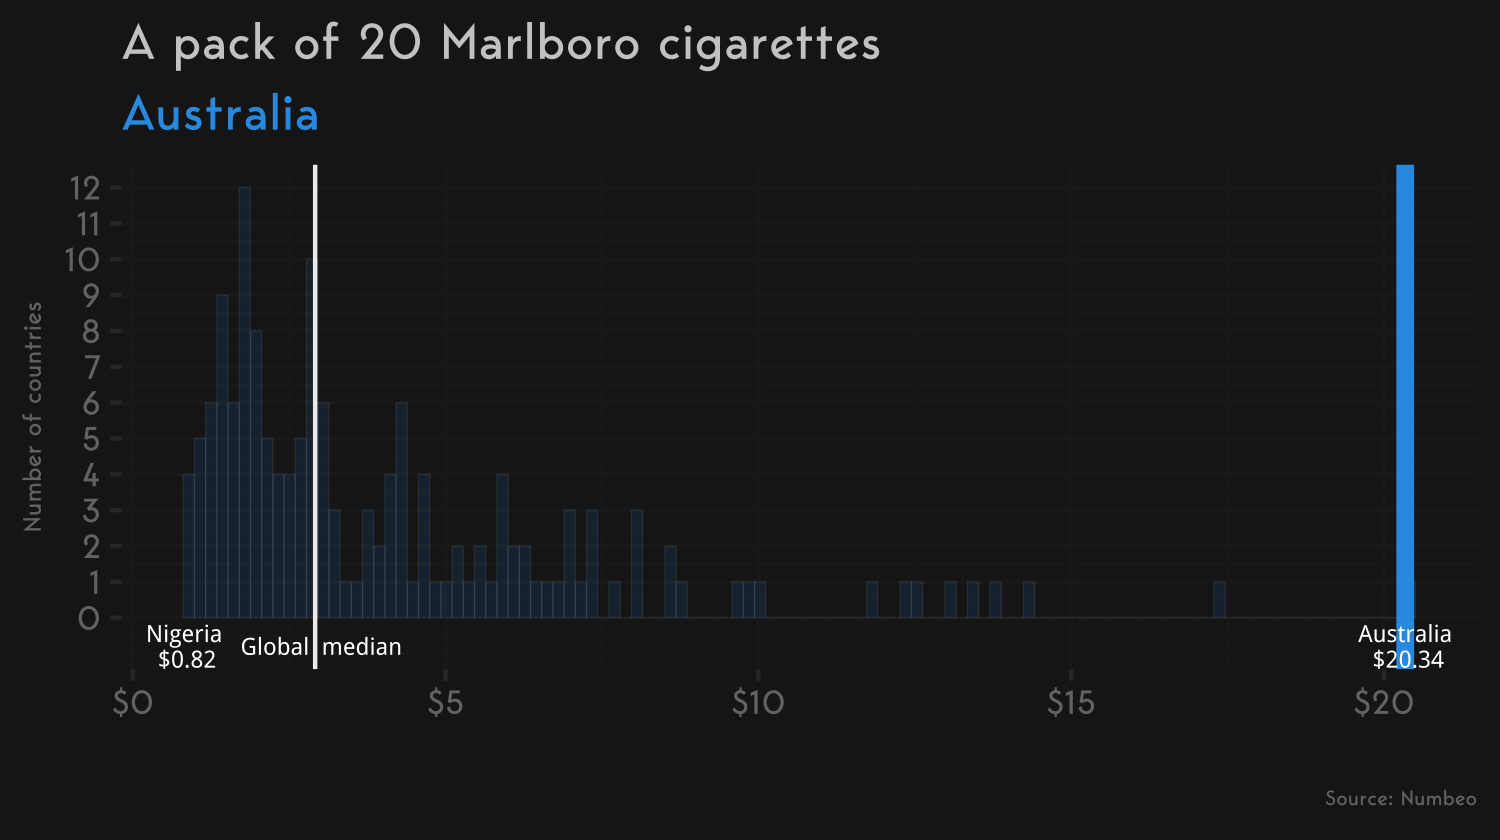 A pack of 20 Marlboro cigarettes
Australia
Number of countries
12
11
10
9
8
7
6
5
4
3
2
1
0
Nigeria
$0.82
Global median
Australia
$20.34
$0
$5
$10
$15
$20
Source: Numbeo